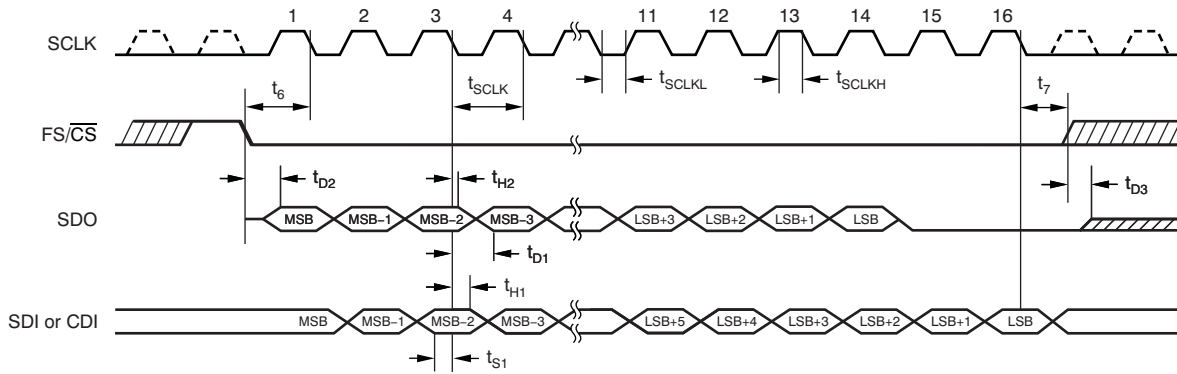 1 2 3 4 11 12 13 14 15 16
SCLK
t6 tSCLK tSCLKL tSCLKH t7
FS/CS
tD2 tH2 tD3
SDO MSB MSB−1 MSB−2 MSB−3 LSB+3 LSB+2 LSB+1 LSB
tD1
tH1
SDI or CDI MSB MSB−1 MSB−2 MSB−3 LSB+5 LSB+4 LSB+3 LSB+2 LSB+1 LSB
tS1